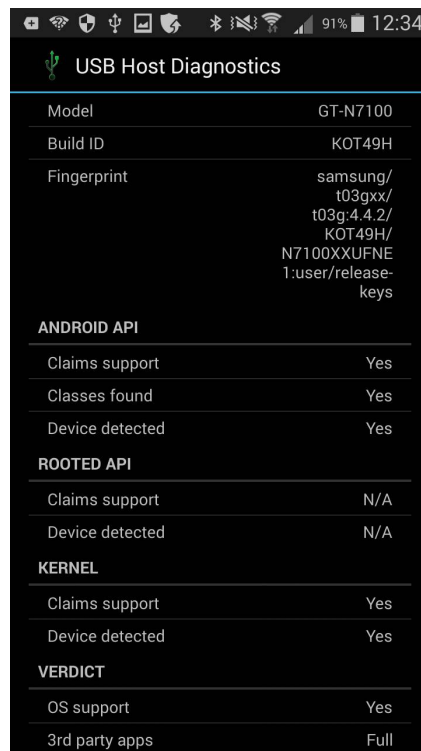 91% 12:34
USB Host Diagnostics
Model GT-N7100
Build ID KOT49H
Fingerprint samsung/
t03gxx/
t03g:4.4.2/
KOT49H/
N7100XXUFNE
1:user/release-
keys
ANDROID API
Claims support Yes
Classes found Yes
Device detected Yes
ROOTED API
Claims support N/A
Device detected N/A
KERNEL
Claims support Yes
Device detected Yes
VERDICT
OS support Yes
3rd party apps Full